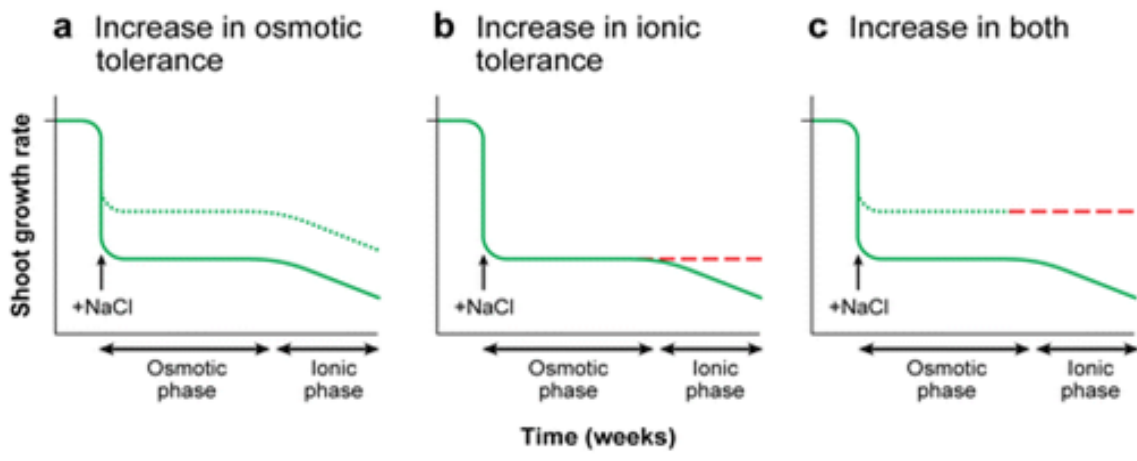 a Increase in osmotic
tolerance
b Increase in ionic
tolerance
c Increase in both
Shoot growth rate
+NaCl
+NaCl
+NaCl
Osmotic
phase
Ionic
phase
Osmotic
phase
Ionic
phase
Osmotic
phase
Ionic
phase
Time (weeks)